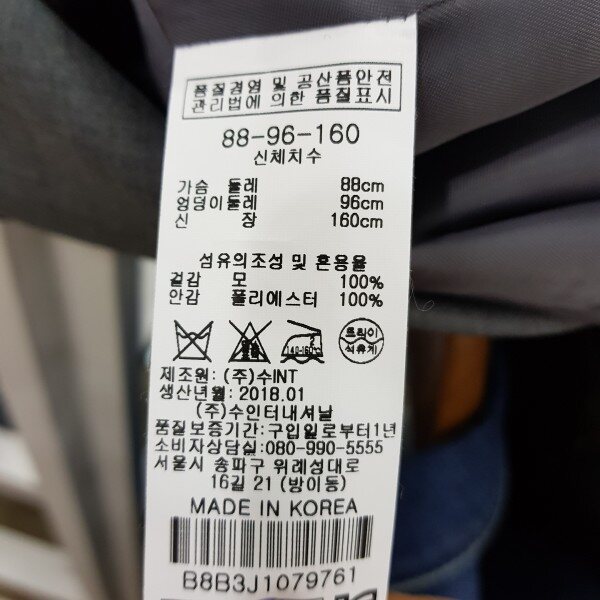 품질경영 및 공산품안전
관리법에 의한 품질표시
88-96-160
신체치수
가슴 둘레 88cm
엉덩이둘레 96cm
신 장 160cm
섬유의조성 및 혼용율
겉감 모 100%
안감 폴리에스터 100%
140-160℃
드라이
석유계
제조원: (주)수INT
생산년월: 2018.01
(주)수인터내셔날
품질보증기간:구입일로부터1년
소비자상담실:080-990-5555
서울시 송파구 위례성대로
16길 21 (방이동)
MADE IN KOREA
B8B3J1079761